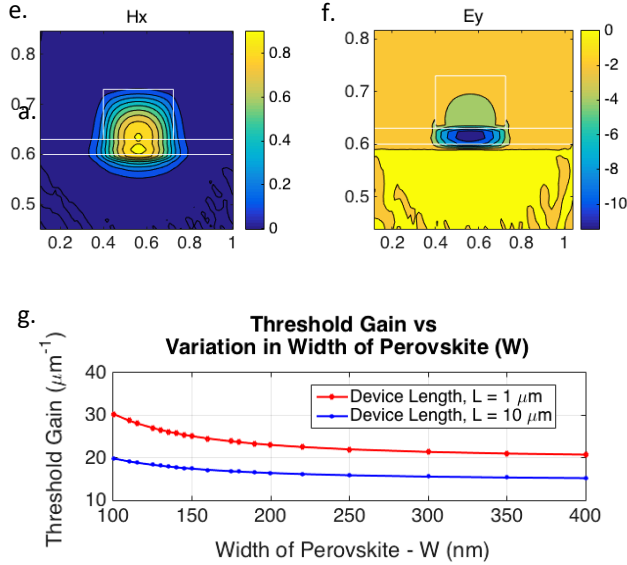 e.
Hx
0.8
0.7
a.
0.6
0.5
0.2 0.4 0.6 0.8 1
0.8
0.6
0.4
0.2
0
f.
Ey
0.8
0.7
0.6
0.5
0.2 0.4 0.6 0.8 1
0
-2
-4
-6
-8
-10
g.
Threshold Gain vs
Variation in Width of Perovskite (W)
Threshold Gain (μm⁻¹)
40
30
20
10
Device Length, L = 1 μm
Device Length, L = 10 μm
100 150 200 250 300 350 400
Width of Perovskite - W (nm)